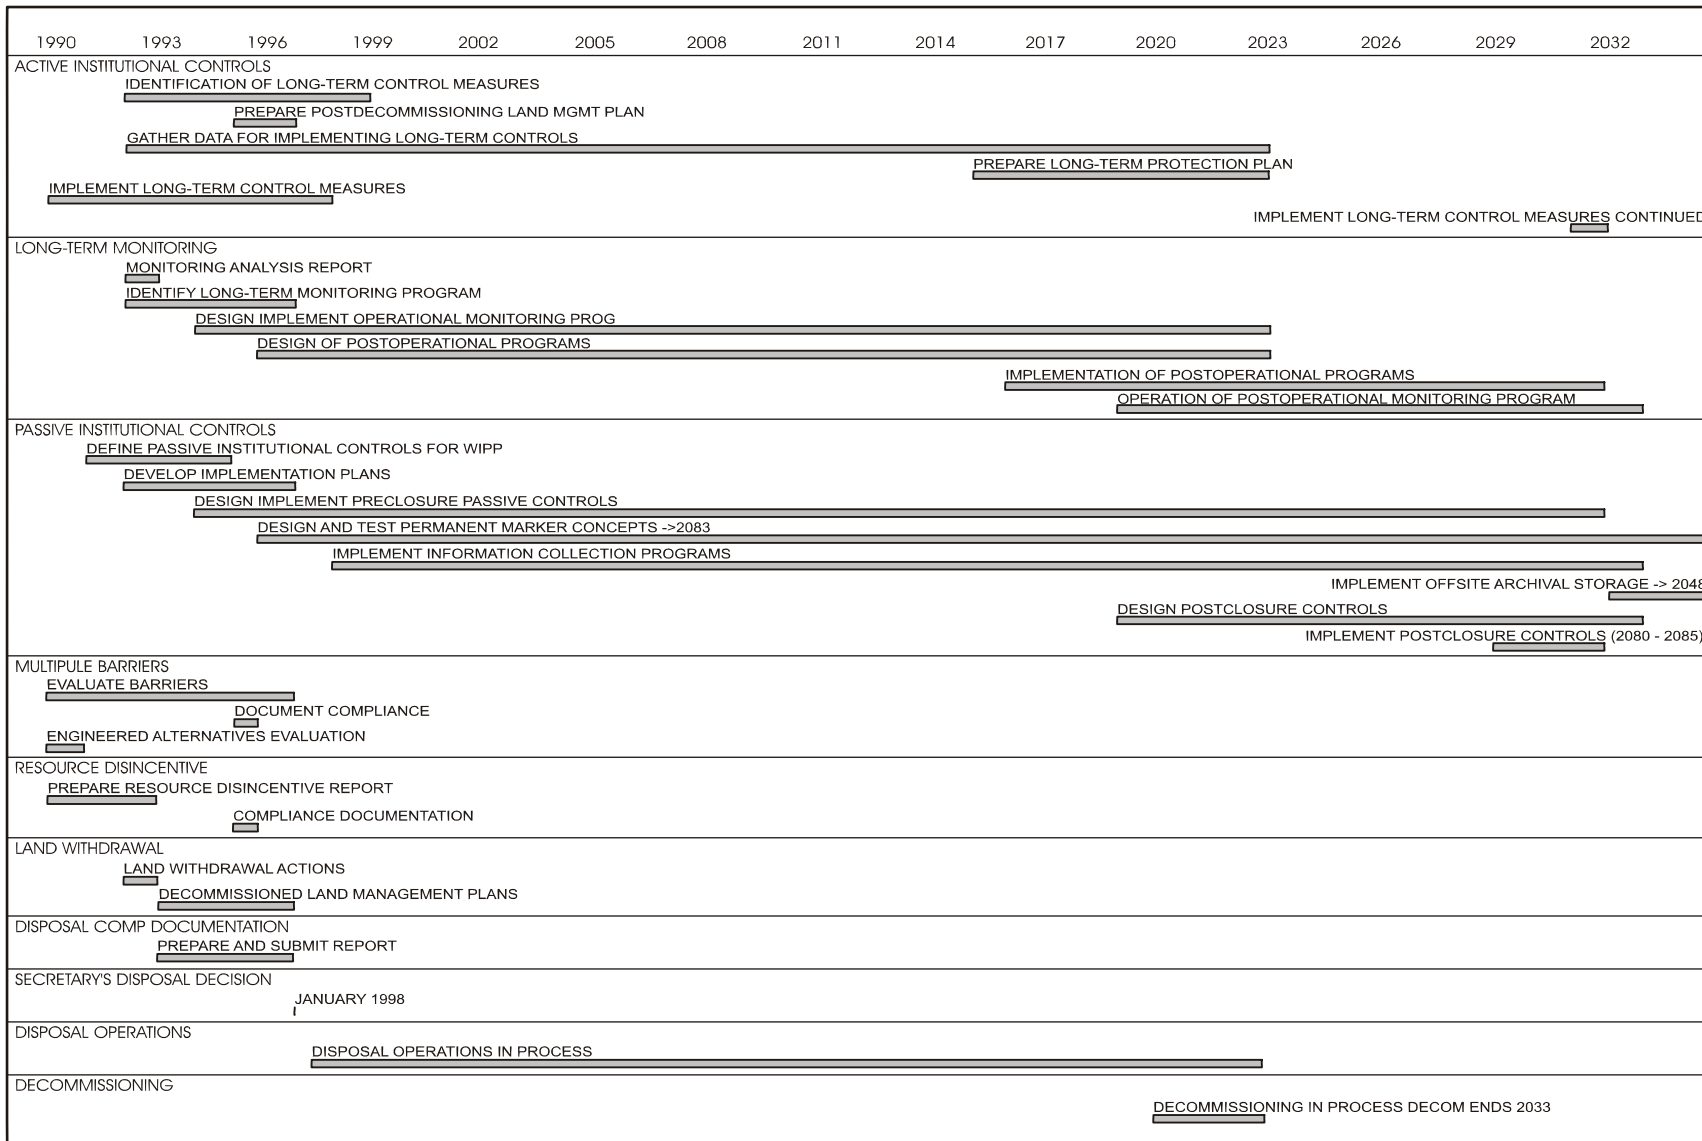 1990 1993 1996 1999 2002 2005 2008 2011 2014 2017 2020 2023 2026 2029 2032
ACTIVE INSTITUTIONAL CONTROLS
IDENTIFICATION OF LONG-TERM CONTROL MEASURES
PREPARE POSTDECOMMISSIONING LAND MGMT PLAN
GATHER DATA FOR IMPLEMENTING LONG-TERM CONTROLS
PREPARE LONG-TERM PROTECTION PLAN
IMPLEMENT LONG-TERM CONTROL MEASURES
IMPLEMENT LONG-TERM CONTROL MEASURES CONTINUED
LONG-TERM MONITORING
MONITORING ANALYSIS REPORT
IDENTIFY LONG-TERM MONITORING PROGRAM
DESIGN IMPLEMENT OPERATIONAL MONITORING PROG
DESIGN OF POSTOPERATIONAL PROGRAMS
IMPLEMENTATION OF POSTOPERATIONAL PROGRAMS
OPERATION OF POSTOPERATIONAL MONITORING PROGRAM
PASSIVE INSTITUTIONAL CONTROLS
DEFINE PASSIVE INSTITUTIONAL CONTROLS FOR WIPP
DEVELOP IMPLEMENTATION PLANS
DESIGN IMPLEMENT PRECLOSURE PASSIVE CONTROLS
DESIGN AND TEST PERMANENT MARKER CONCEPTS ->2083
IMPLEMENT INFORMATION COLLECTION PROGRAMS
IMPLEMENT OFFSITE ARCHIVAL STORAGE -> 2048
DESIGN POSTCLOSURE CONTROLS
IMPLEMENT POSTCLOSURE CONTROLS (2080 - 2085)
MULTIPULE BARRIERS
EVALUATE BARRIERS
DOCUMENT COMPLIANCE
ENGINEERED ALTERNATIVES EVALUATION
RESOURCE DISINCENTIVE
PREPARE RESOURCE DISINCENTIVE REPORT
COMPLIANCE DOCUMENTATION
LAND WITHDRAWAL
LAND WITHDRAWAL ACTIONS
DECOMMISSIONED LAND MANAGEMENT PLANS
DISPOSAL COMP DOCUMENTATION
PREPARE AND SUBMIT REPORT
SECRETARY'S DISPOSAL DECISION
JANUARY 1998
DISPOSAL OPERATIONS
DISPOSAL OPERATIONS IN PROCESS
DECOMMISSIONING
DECOMMISSIONING IN PROCESS DECOM ENDS 2033